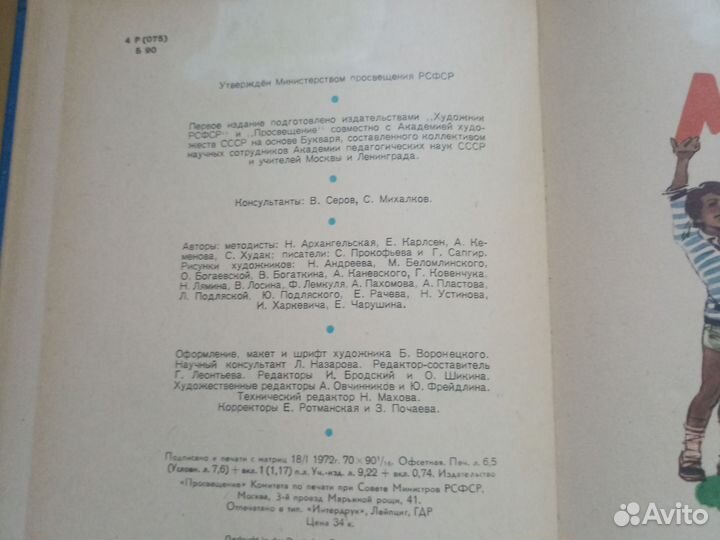 4 Р(075)
Б 90
Утверждён Министерством просвещения РСФСР
Первое издание подготовлено издательствами „Художник
РСФСР" и „Просвещение" совместно с Академией худо-
жеств СССР на основе Букваря, составленного коллективом
научных сотрудников Академии педагогических наук СССР
и учителей Москвы и Ленинграда.
Консультанты: В. Серов, С. Михалков.
Авторы: методисты: Н. Архангельская, Е. Карлсен, А. Ке-
менова, С. Худак: писатели: С. Прокофьева и Г. Сапгир.
Рисунки художников: Н. Андреева, М. Беломлинского,
О. Богаевской, В. Богаткина, А. Каневского, Г. Ковенчука,
Н. Лямина, В. Лосина, Ф. Лемкуля, А. Пахомова, А. Пластова,
Л. Подляской, Ю. Подляского, Е. Рачева, Н. Устинова,
И. Харкевича, Е. Чарушина.
Оформление, макет и шрифт художника Б. Воронецкого.
Научный консультант Л. Назарова. Редактор-составитель
Г. Леонтьева. Редакторы И. Бродский и О. Шикина.
Художественные редакторы А. Овчинников и Ю. Фрейдлина.
Технический редактор Н. Махова.
Корректоры Е. Ротманская и З. Почаева.
Подписано к печати с матриц 18/I 1972г. 70 × 90¹/₁₆. Офсетная. Печ. л. 6,5
(Условн. л. 7,6) + вкл. 1 (1,17) п.л. Уч.-изд. л. 9,22 + вкл. 0,74. Л. Подписных
«Просвещение» Комитета по печати при Совете Министров РСФСР.
Москва, 3-й проезд Марьиной рощи, 41.
Отпечатано в тип. «Интердрук», Лейпциг, ГДР
Цена 34 к.
М
Avito